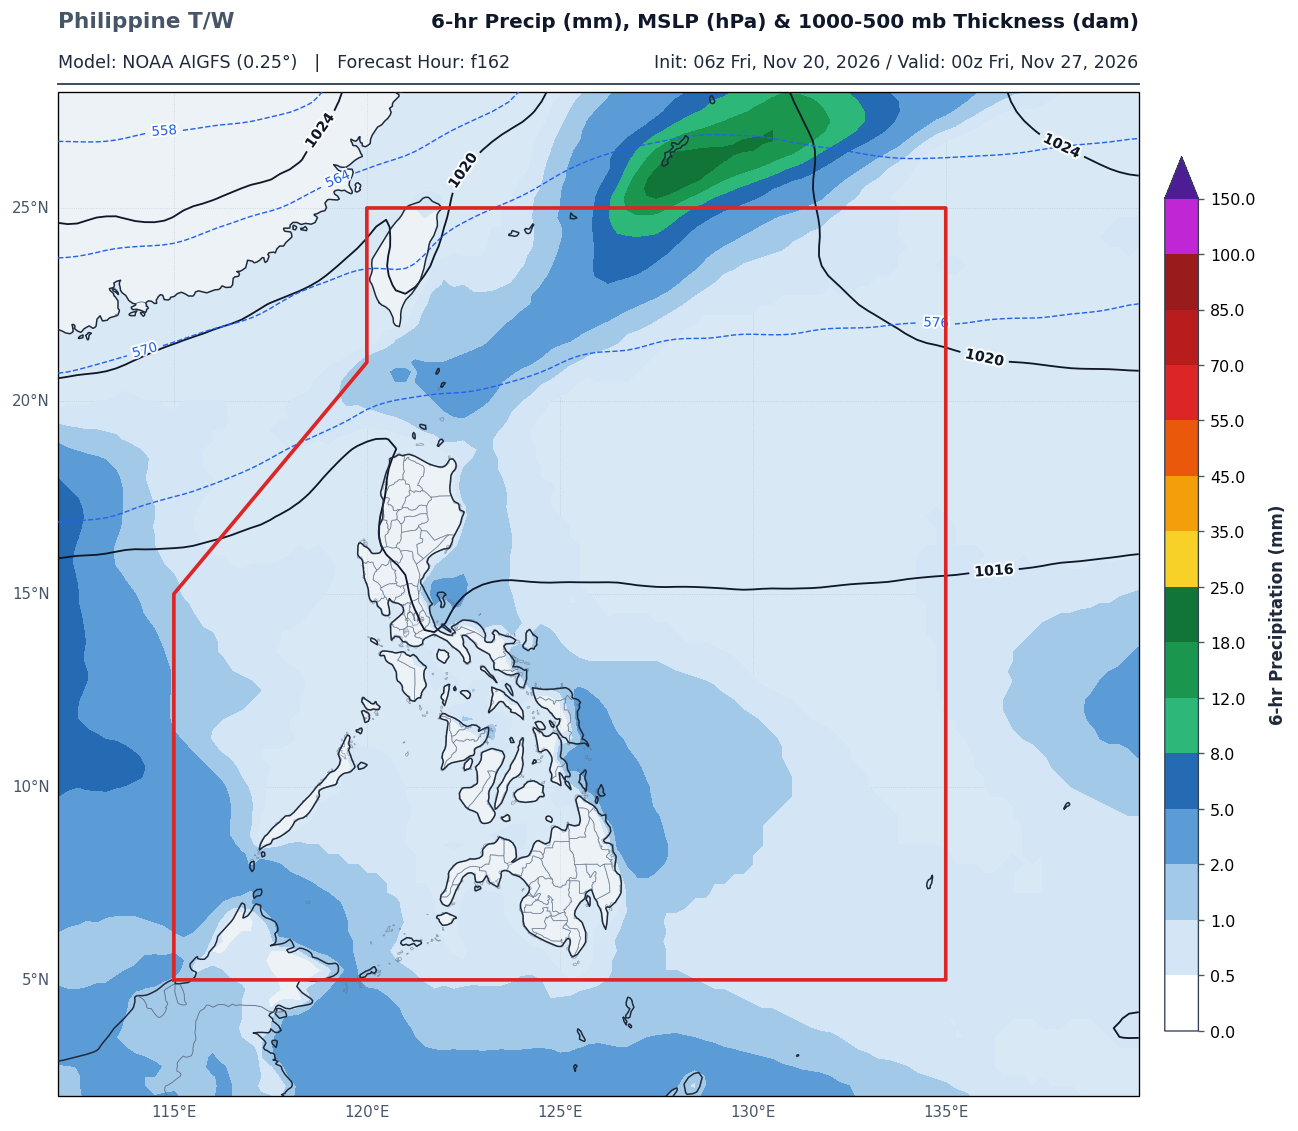 Philippine T/W
6-hr Precip (mm), MSLP (hPa) & 1000-500 mb Thickness (dam)
Model: NOAA AIGFS (0.25°)   |   Forecast Hour: f162
Init: 06z Fri, Nov 20, 2026 / Valid: 00z Fri, Nov 27, 2026
558
1024
564
1020
1024
570
576
1020
1016
25°N
20°N
15°N
10°N
5°N
115°E
120°E
125°E
130°E
135°E
150.0
100.0
85.0
70.0
55.0
45.0
35.0
25.0
18.0
12.0
8.0
5.0
2.0
1.0
0.5
0.0
6-hr Precipitation (mm)